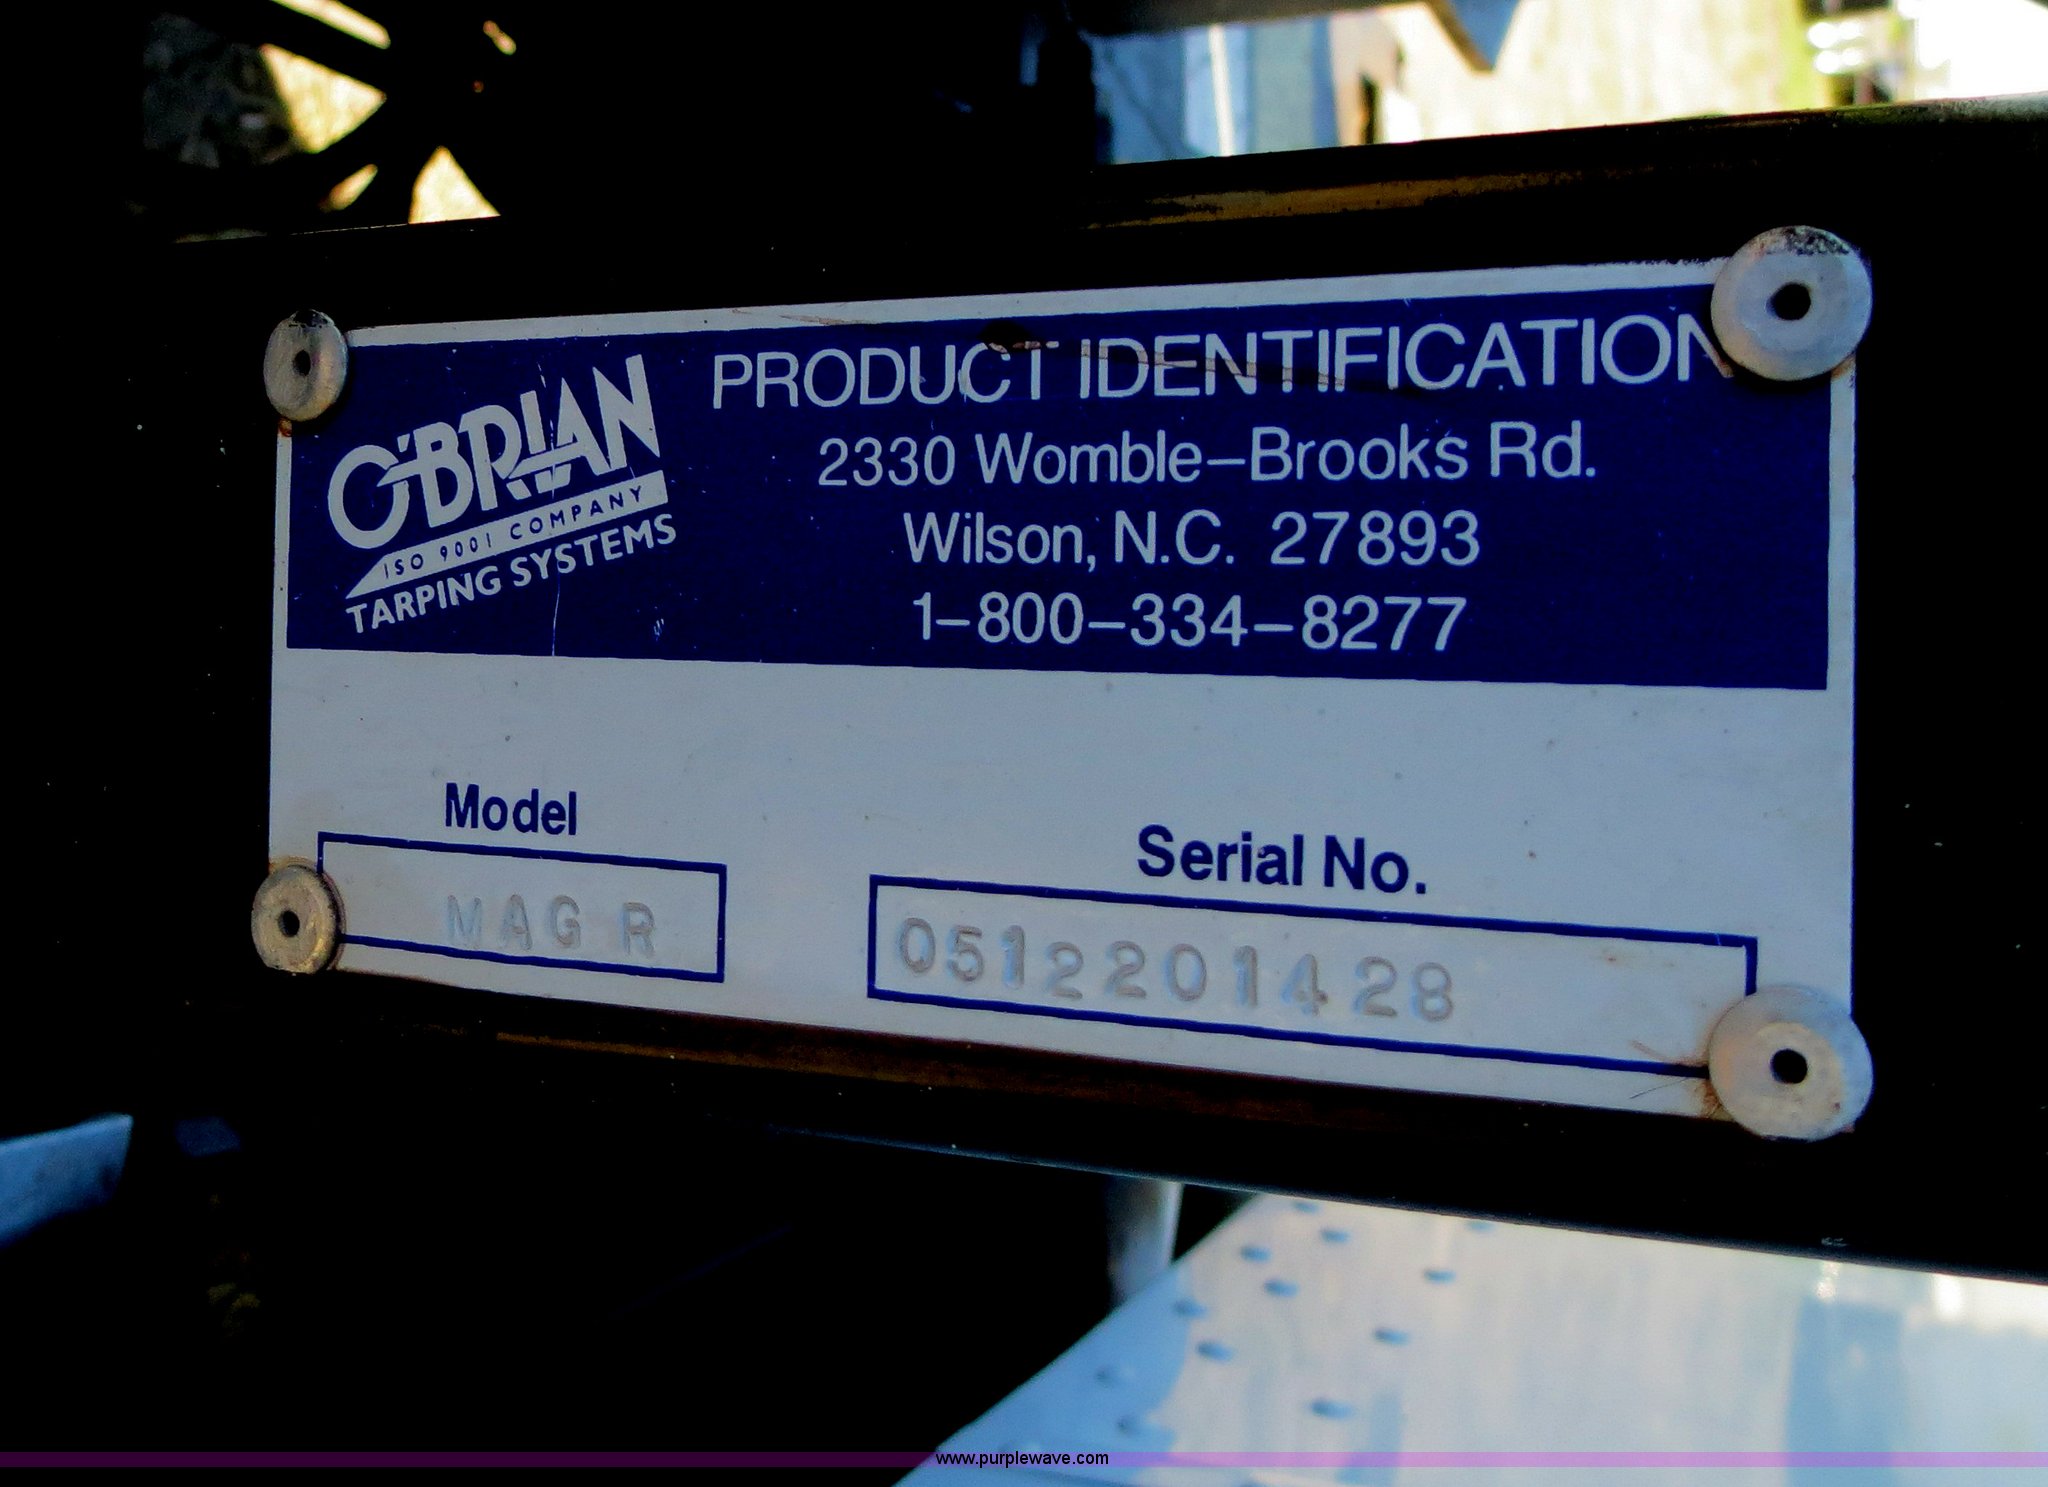 O'BRIAN
ISO 9001 COMPANY
TARPING SYSTEMS
PRODUCT IDENTIFICATION
2330 Womble-Brooks Rd.
Wilson, N.C. 27893
1-800-334-8277
Model
MAG R
Serial No.
0512201428
www.purplewave.com